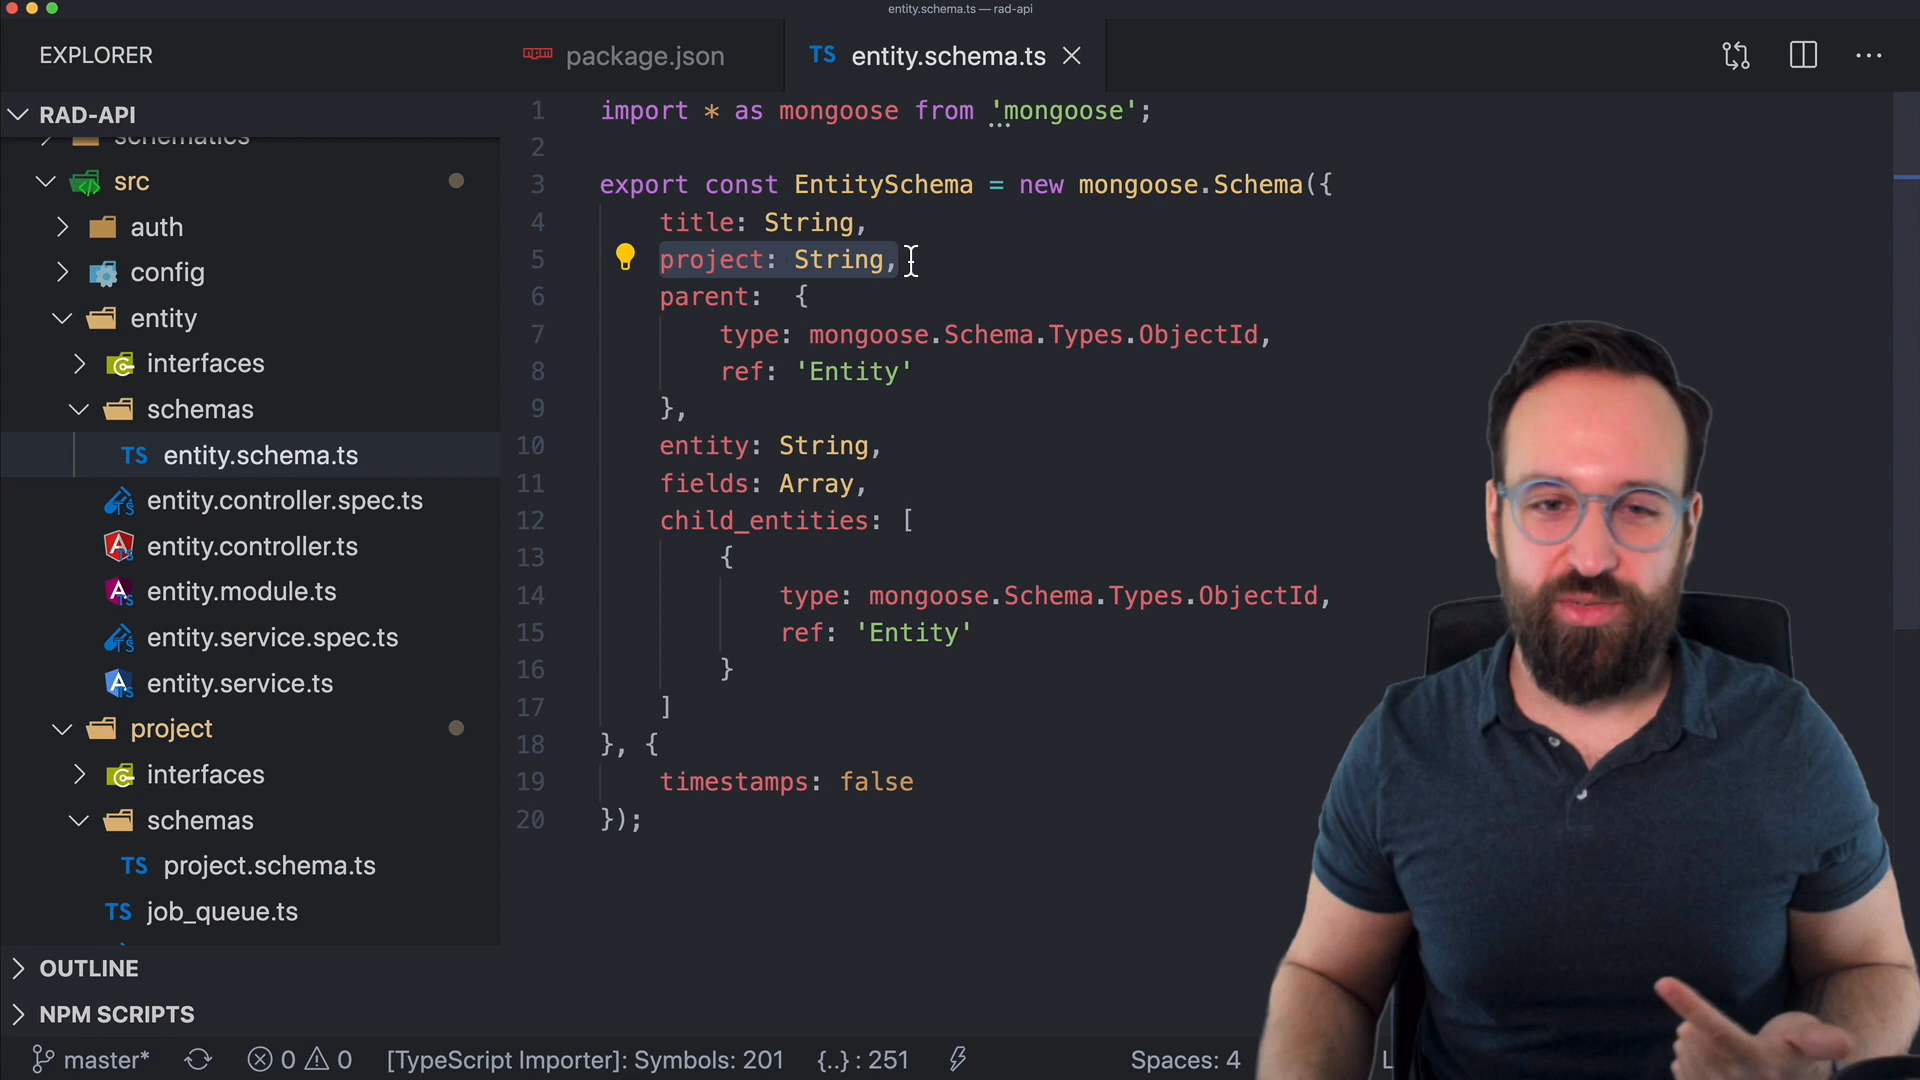 entity.schema.ts — rad-api
EXPLORER
npm package.json
TS entity.schema.ts
RAD-API
schematics
src
auth
config
entity
interfaces
schemas
TS entity.schema.ts
entity.controller.spec.ts
entity.controller.ts
entity.module.ts
entity.service.spec.ts
entity.service.ts
project
interfaces
schemas
TS project.schema.ts
TS job_queue.ts
OUTLINE
NPM SCRIPTS
1 import * as mongoose from 'mongoose';
2
3 export const EntitySchema = new mongoose.Schema({
4 title: String,
5 project: String,
6 parent:  {
7 type: mongoose.Schema.Types.ObjectId,
8 ref: 'Entity'
9 },
10 entity: String,
11 fields: Array,
12 child_entities: [
13 {
14 type: mongoose.Schema.Types.ObjectId,
15 ref: 'Entity'
16 }
17 ]
18 }, {
19 timestamps: false
20 });
master* 0 0 [TypeScript Importer]: Symbols: 201 {..} : 251 Spaces: 4 L